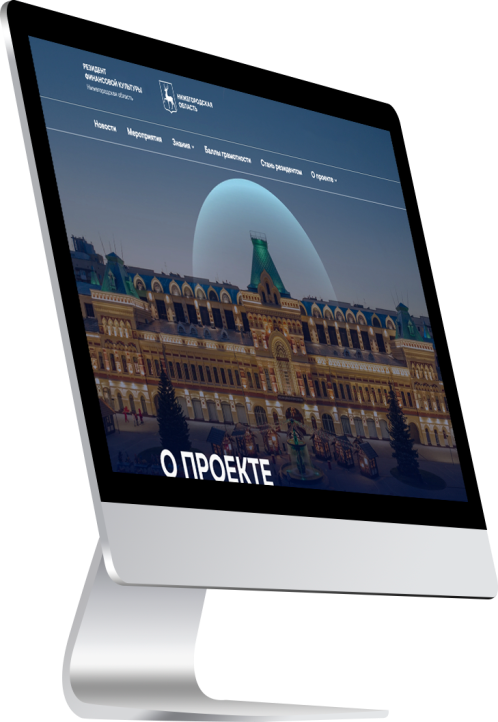 РЕЗИДЕНТ
ФИНАНСОВОЙ КУЛЬТУРЫ
Нижегородская область
НИЖЕГОРОДСКАЯ
ОБЛАСТЬ
Новости Мероприятия Знания Баллы грамотности Стань резидентом О проекте
О ПРОЕКТЕ